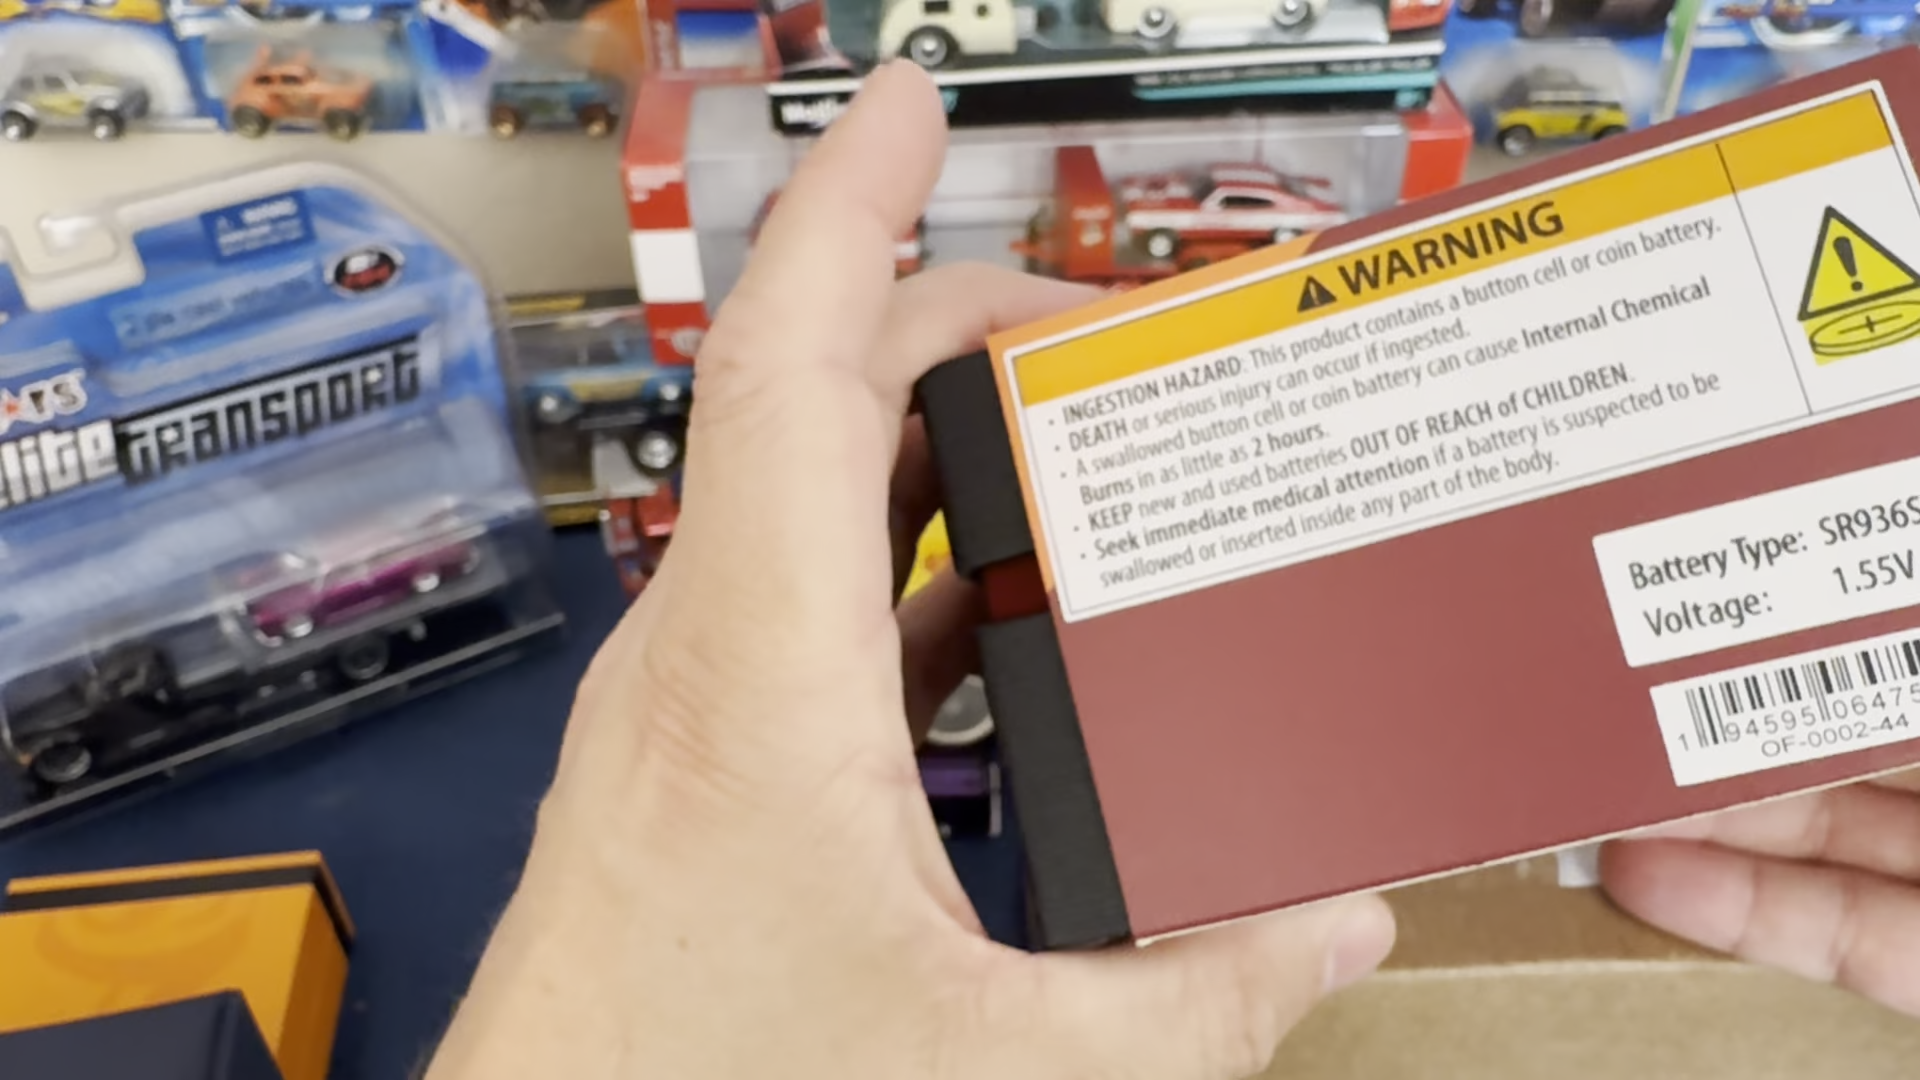 elite transport
WARNING
• INGESTION HAZARD: This product contains a button cell or coin battery.
• DEATH or serious injury can occur if ingested.
• A swallowed button cell or coin battery can cause Internal Chemical
Burns in as little as 2 hours.
• KEEP new and used batteries OUT OF REACH of CHILDREN.
• Seek immediate medical attention if a battery is suspected to be
swallowed or inserted inside any part of the body.
Battery Type: SR936S
Voltage: 1.55V
1 94595 06475
OF-0002-44